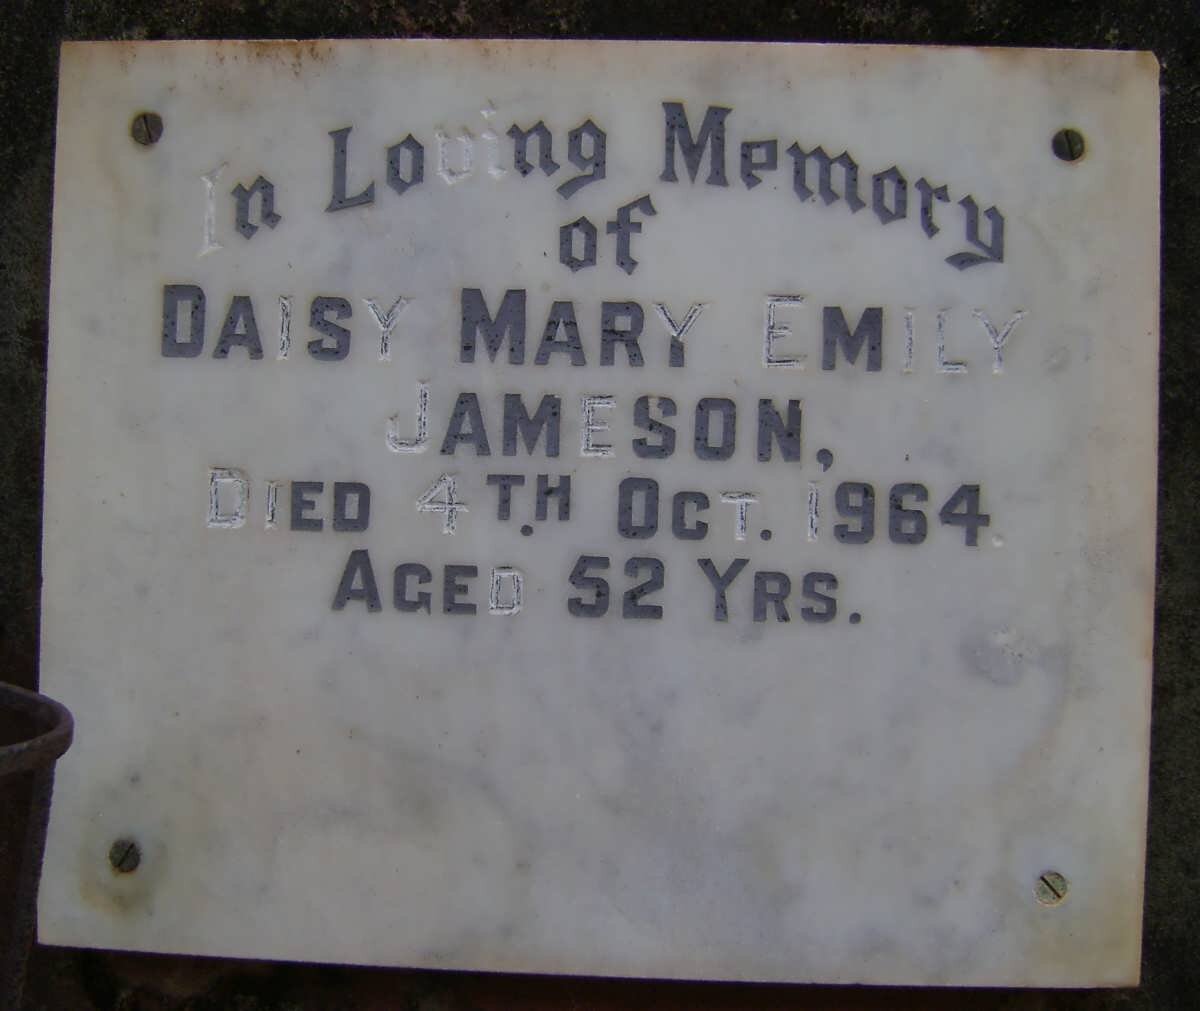 In Loving Memory
of
DAISY MARY EMILY
JAMESON,
DIED 4TH. OCT. 1964.
AGED 52 YRS.